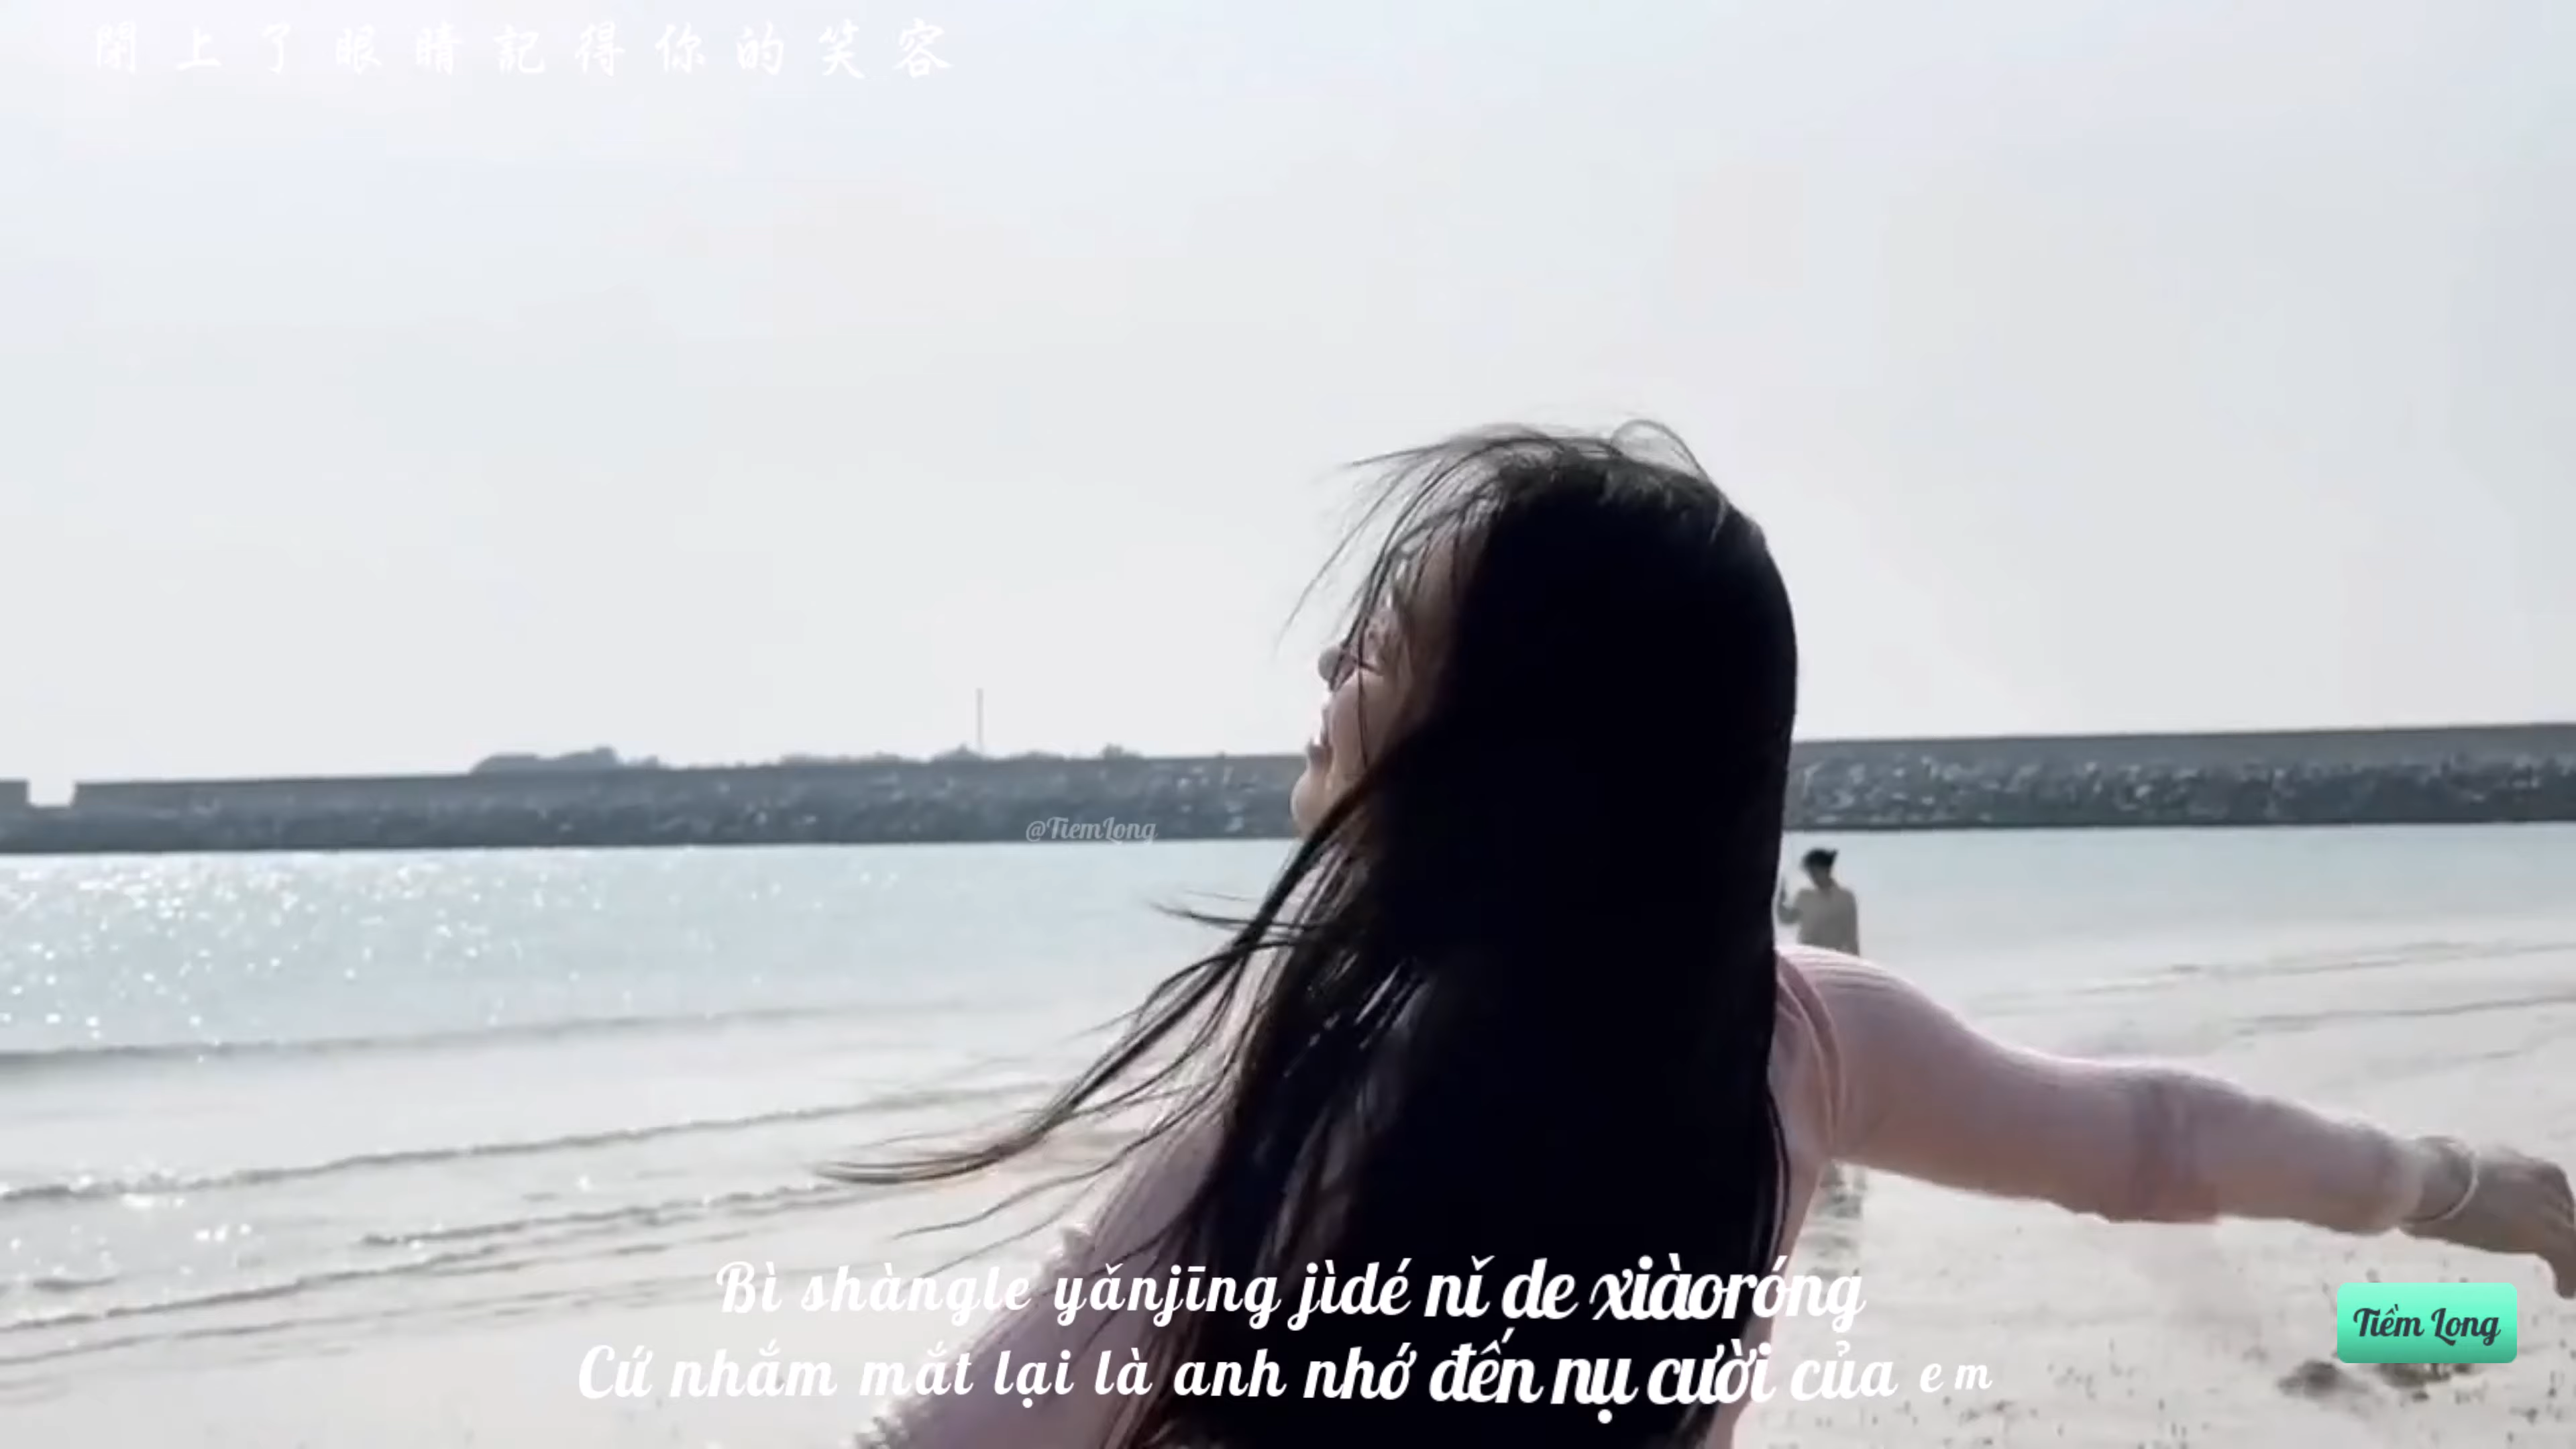 閉上了眼睛記得你的笑容
@TiemLong
Bì shàngle yǎnjīng jìdé nǐ de xiàoróng
Cứ nhắm mắt lại là anh nhớ đến nụ cười của em
Tiềm Long